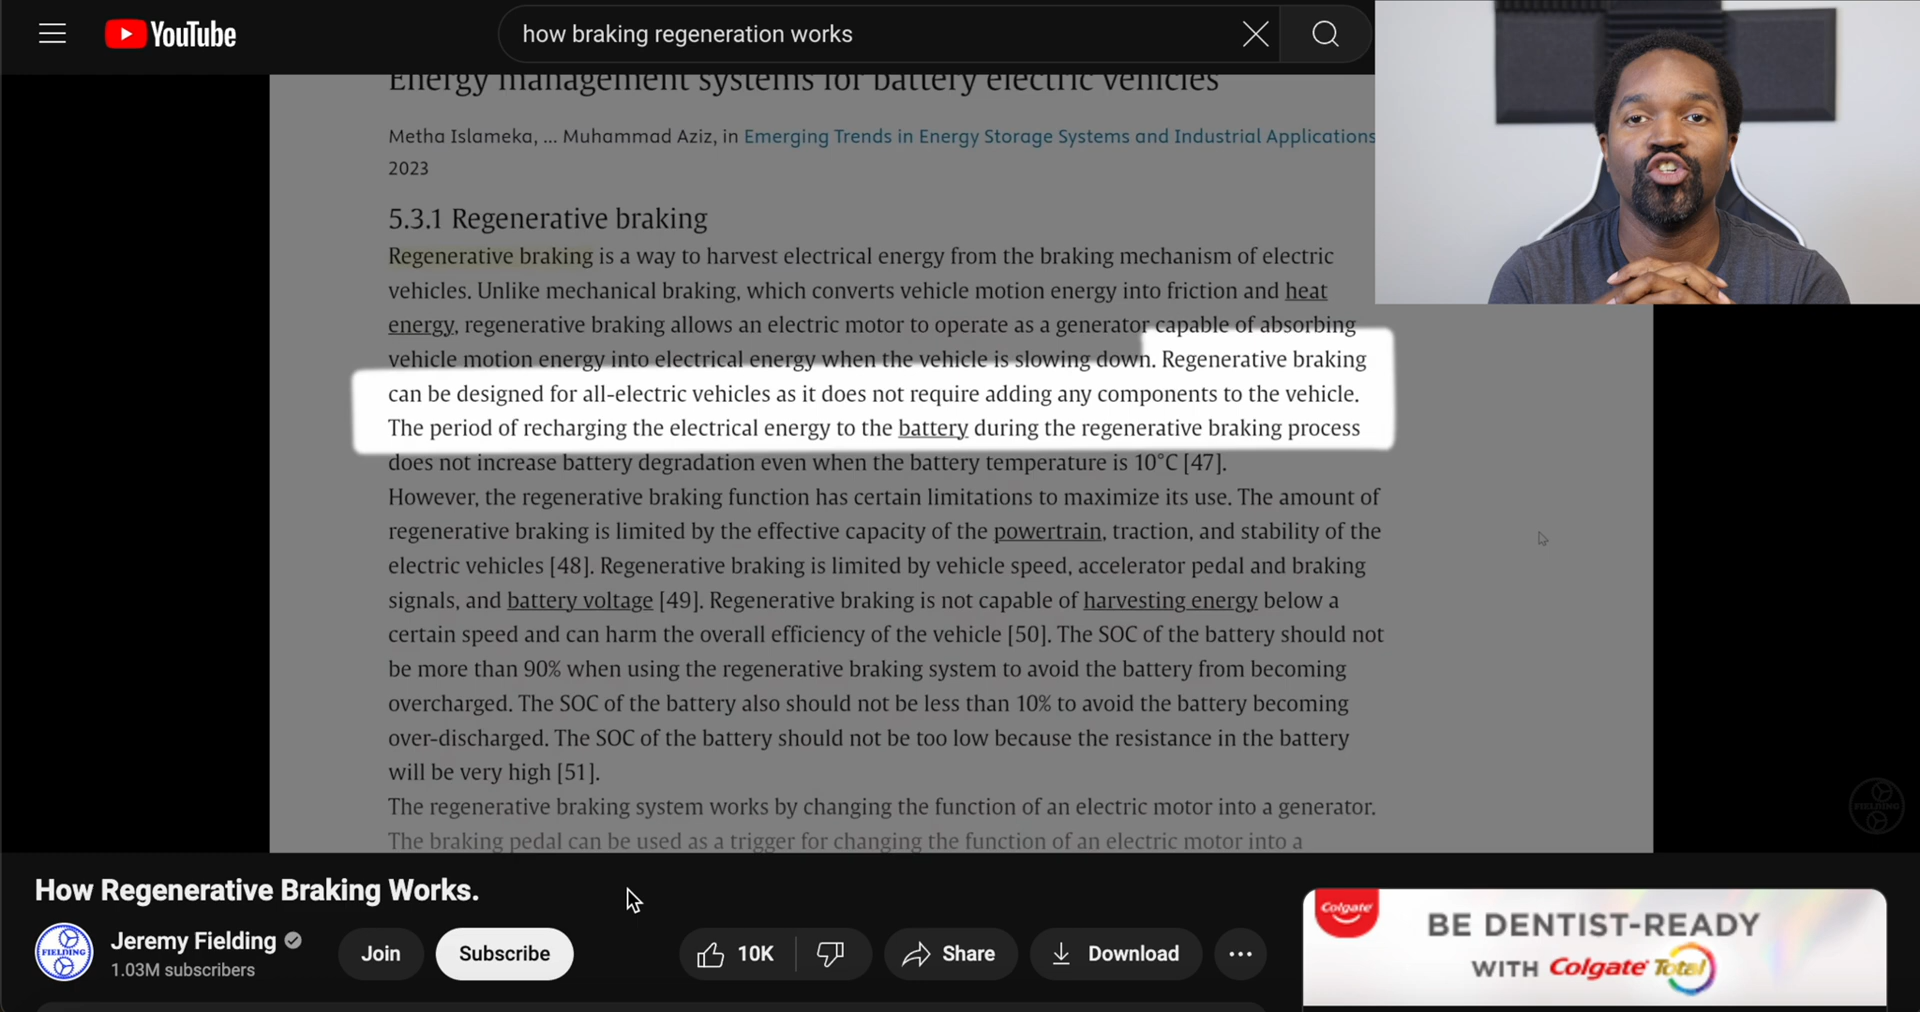 YouTube
how braking regeneration works
Energy management systems for battery electric vehicles
Metha Islameka, ... Muhammad Aziz, in Emerging Trends in Energy Storage Systems and Industrial Applications
2023
5.3.1 Regenerative braking
Regenerative braking is a way to harvest electrical energy from the braking mechanism of electric
vehicles. Unlike mechanical braking, which converts vehicle motion energy into friction and heat
energy, regenerative braking allows an electric motor to operate as a generator capable of absorbing
vehicle motion energy into electrical energy when the vehicle is slowing down. Regenerative braking
can be designed for all-electric vehicles as it does not require adding any components to the vehicle.
The period of recharging the electrical energy to the battery during the regenerative braking process
does not increase battery degradation even when the battery temperature is 10°C [47].
However, the regenerative braking function has certain limitations to maximize its use. The amount of
regenerative braking is limited by the effective capacity of the powertrain, traction, and stability of the
electric vehicles [48]. Regenerative braking is limited by vehicle speed, accelerator pedal and braking
signals, and battery voltage [49]. Regenerative braking is not capable of harvesting energy below a
certain speed and can harm the overall efficiency of the vehicle [50]. The SOC of the battery should not
be more than 90% when using the regenerative braking system to avoid the battery from becoming
overcharged. The SOC of the battery also should not be less than 10% to avoid the battery becoming
over-discharged. The SOC of the battery should not be too low because the resistance in the battery
will be very high [51].
The regenerative braking system works by changing the function of an electric motor into a generator.
The braking pedal can be used as a trigger for changing the function of an electric motor into a
FIELDING
How Regenerative Braking Works.
FIELDING
Jeremy Fielding
1.03M subscribers
Join
Subscribe
10K
Share
Download
Colgate
BE DENTIST-READY
WITH Colgate Total